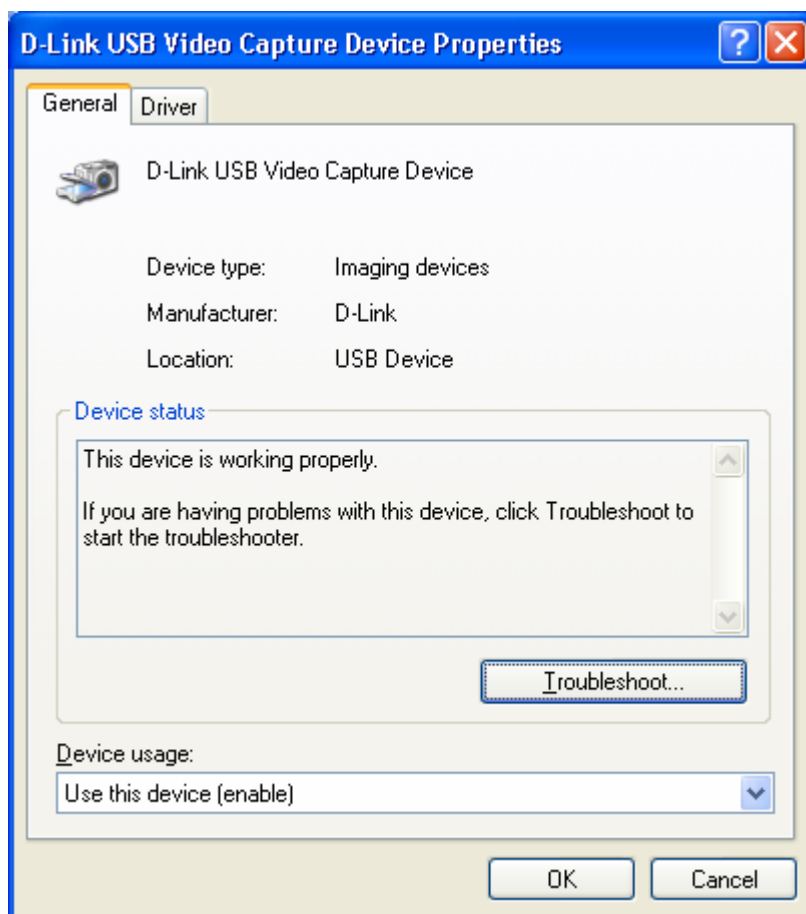 D-Link USB Video Capture Device Properties
General Driver
D-Link USB Video Capture Device
Device type: Imaging devices
Manufacturer: D-Link
Location: USB Device
Device status
This device is working properly.
If you are having problems with this device, click Troubleshoot to
start the troubleshooter.
Troubleshoot...
Device usage:
Use this device (enable)
OK Cancel